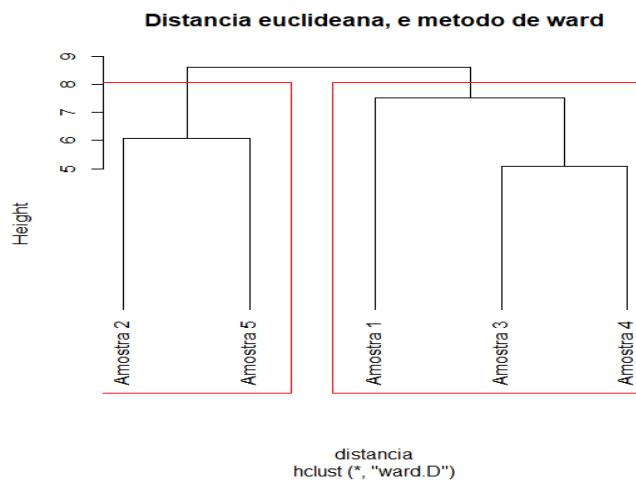 Distancia euclideana, e metodo de ward
9
8
7
6
5
Height
Amostra 2
Amostra 5
Amostra 1
Amostra 3
Amostra 4
distancia
hclust (*, "ward.D")